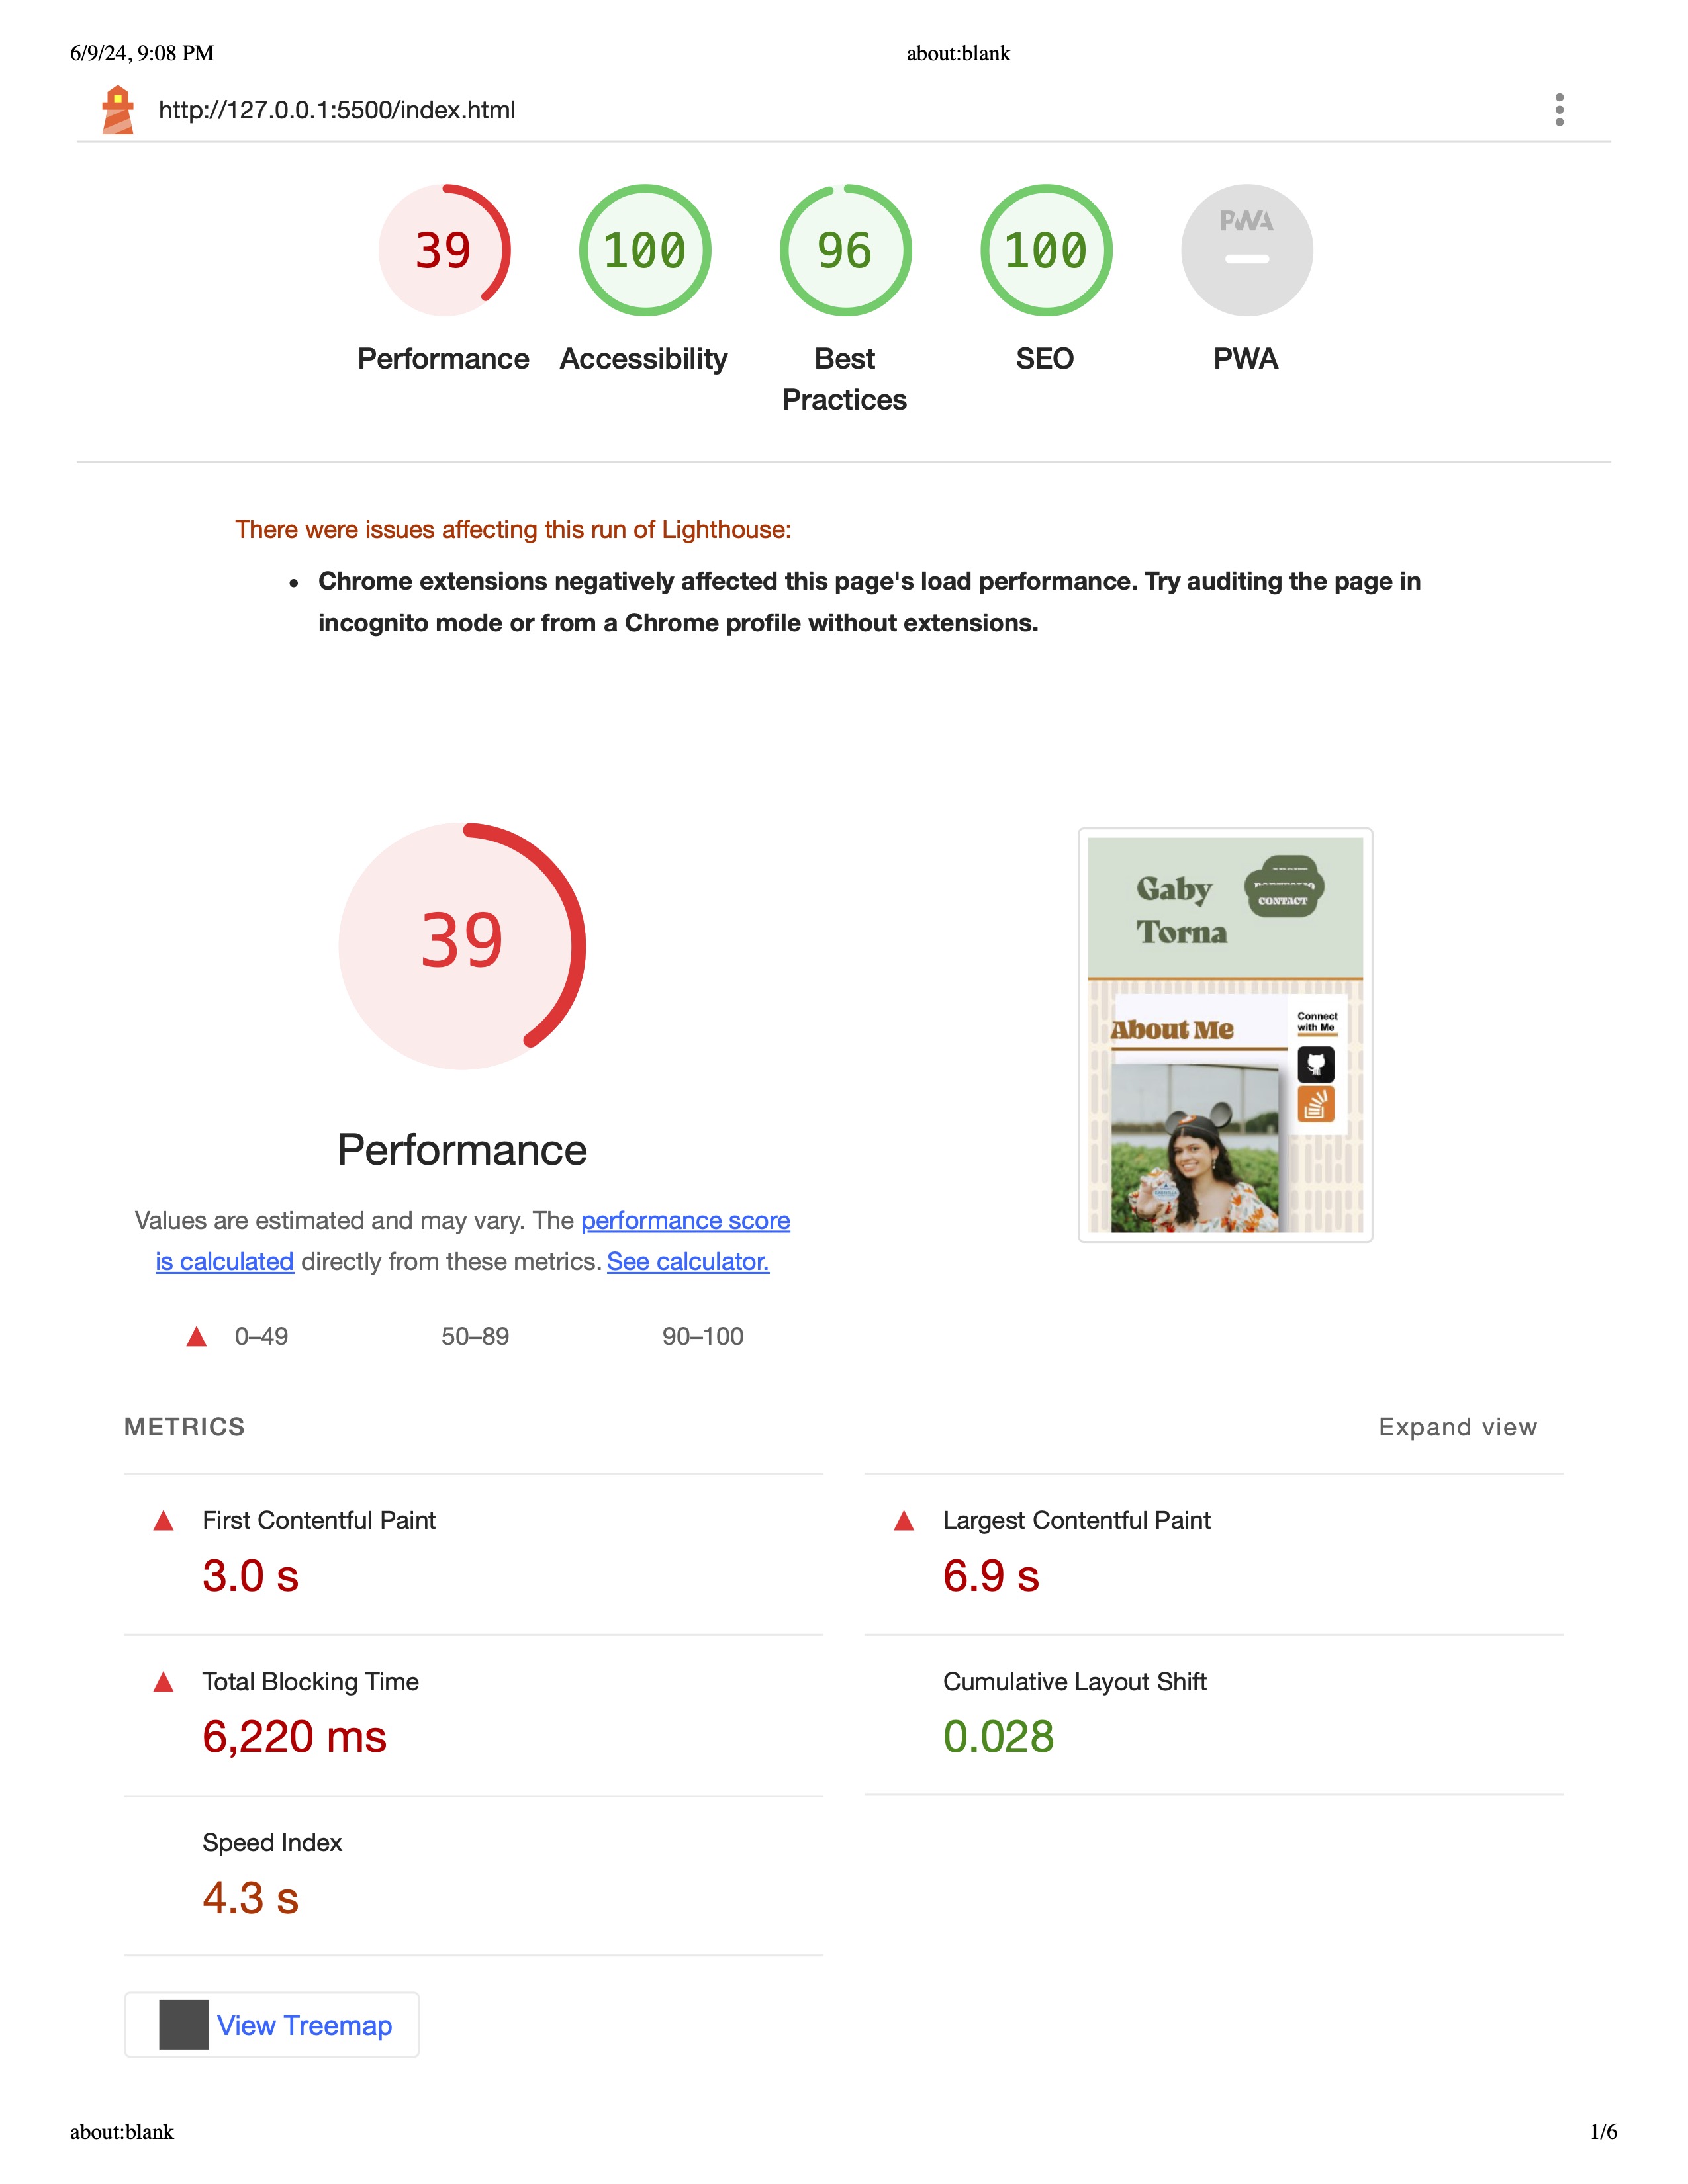 6/9/24, 9:08 PM
about:blank
http://127.0.0.1:5500/index.html
39
100
96
100
PWA
Performance
Accessibility
Best
Practices
SEO
PWA
There were issues affecting this run of Lighthouse:
• Chrome extensions negatively affected this page's load performance. Try auditing the page in
incognito mode or from a Chrome profile without extensions.
39
Performance
Values are estimated and may vary. The performance score
is calculated directly from these metrics. See calculator.
0–49
50–89
90–100
Gaby
Torna
CONTACT
About Me
Connect
with Me
METRICS
Expand view
First Contentful Paint
3.0 s
Largest Contentful Paint
6.9 s
Total Blocking Time
6,220 ms
Cumulative Layout Shift
0.028
Speed Index
4.3 s
View Treemap
about:blank
1/6